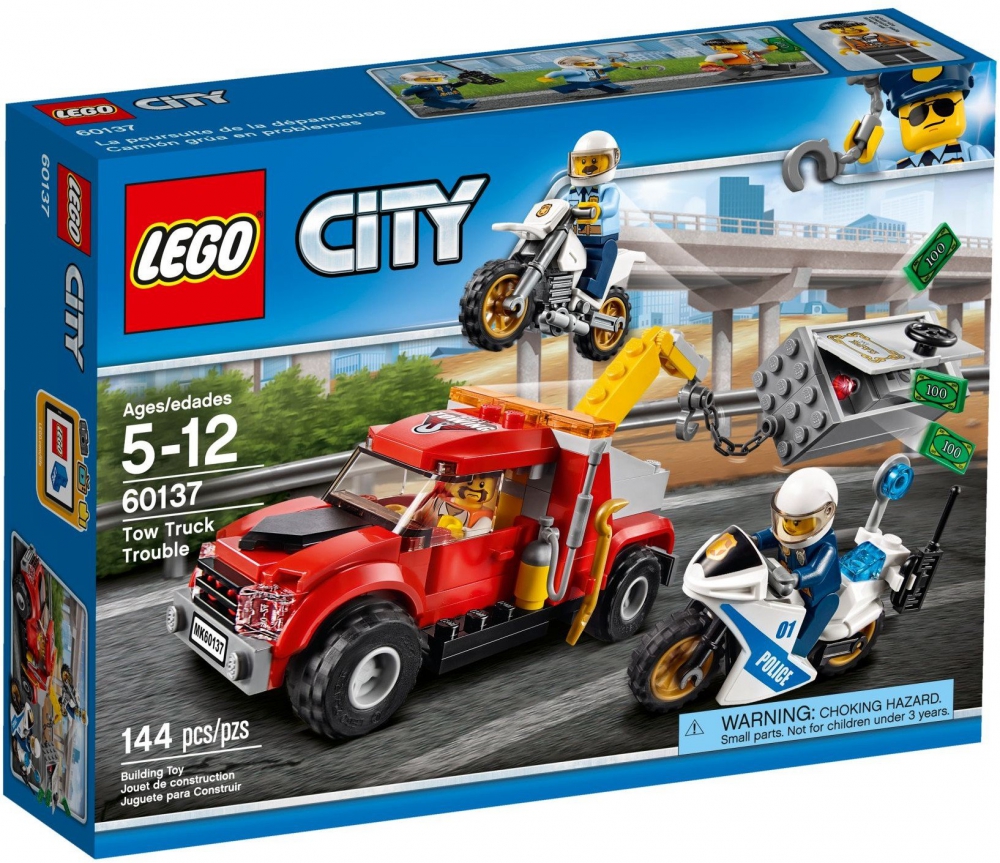 LEGO CITY
60137
La poursuite de la dépanneuse
Camión grúa en problemas
60137
LEGO
CITY
LEGO
LEGO
CITY
100
100
100
Ages/edades
5-12
60137
Tow Truck
Trouble
TOWING
MK60137
01
POLICE
144 pcs/pzs
Building Toy
Jouet de construction
Juguete para Construir
WARNING: CHOKING HAZARD.
Small parts. Not for children under 3 years.